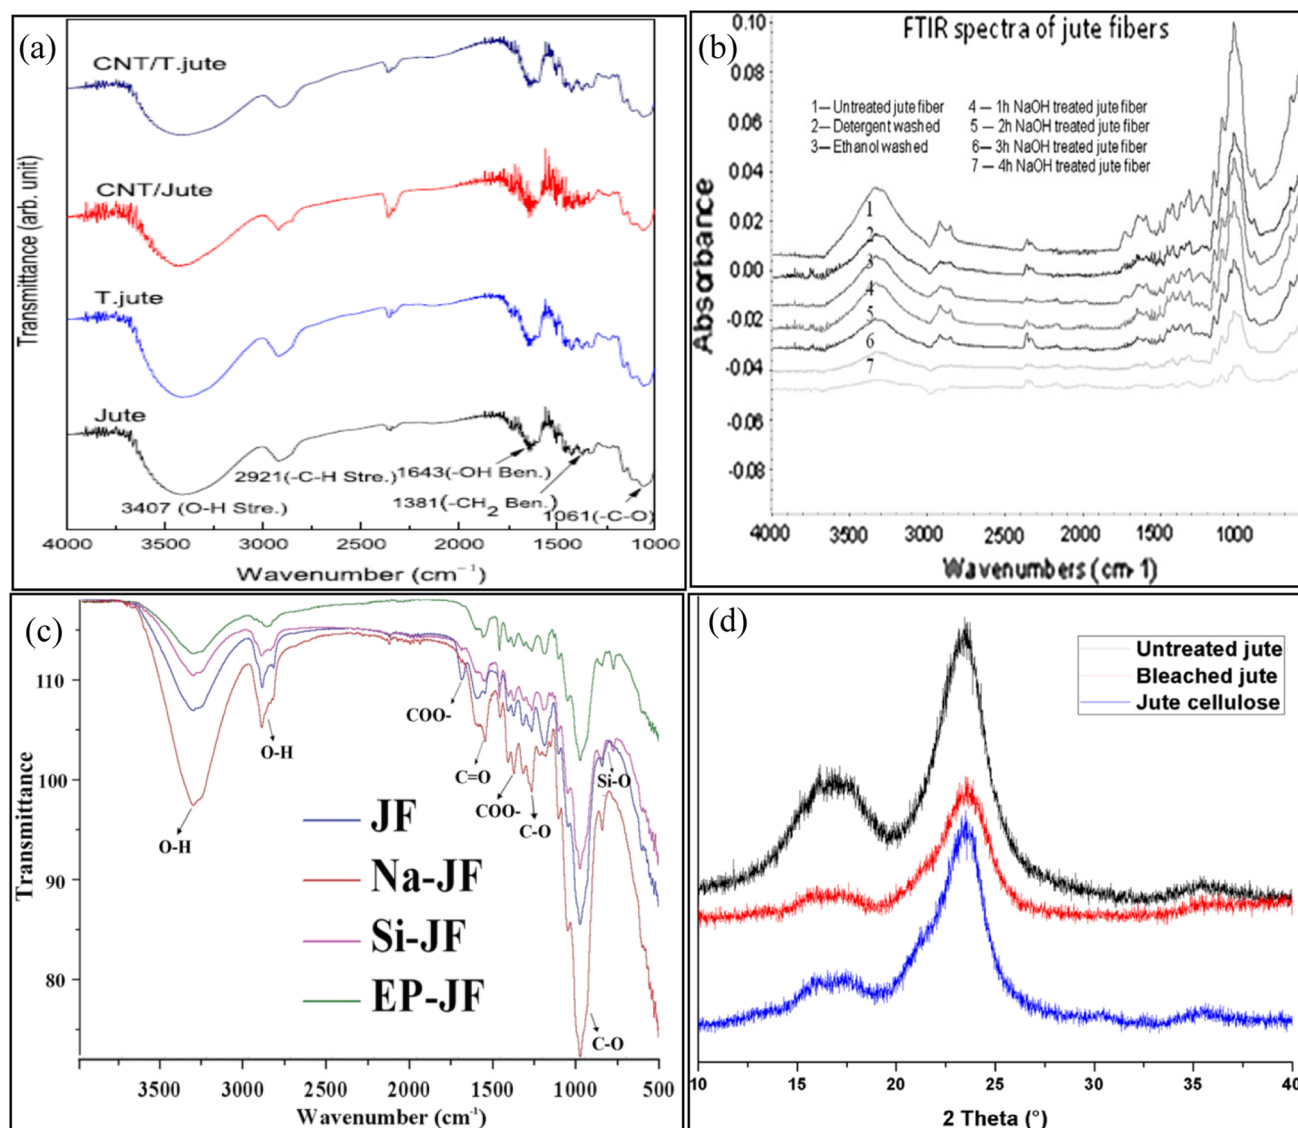 (a)
CNT/T.jute
CNT/Jute
T.jute
Jute
2921(-C-H Stre.)
1643(-OH Ben.)
3407 (O-H Stre.)
1381(-CH2 Ben.)
1061(-C-O)
Transmittance (arb. unit)
4000 3500 3000 2500 2000 1500 1000
Wavenumber (cm⁻¹)
(b)
FTIR spectra of jute fibers
1—Untreated jute fiber
2—Detergent washed
3—Ethanol washed
4 — 1h NaOH treated jute fiber
5 — 2h NaOH treated jute fiber
6 — 3h NaOH treated jute fiber
7 — 4h NaOH treated jute fiber
0.10
0.08
0.06
0.04
0.02
0.00
-0.02
-0.04
-0.06
-0.08
1
2
3
4
5
6
7
Absorbance
4000 3500 3000 2500 2000 1500 1000
Wavenumbers (cm-1)
(c)
110
100
90
80
Transmittance
O-H
O-H
COO-
C=O
COO-
C-O
Si-O
C-O
JF
Na-JF
Si-JF
EP-JF
3500 3000 2500 2000 1500 1000 500
Wavenumber (cm⁻¹)
(d)
Untreated jute
Bleached jute
Jute cellulose
10 15 20 25 30 35 40
2 Theta (°)